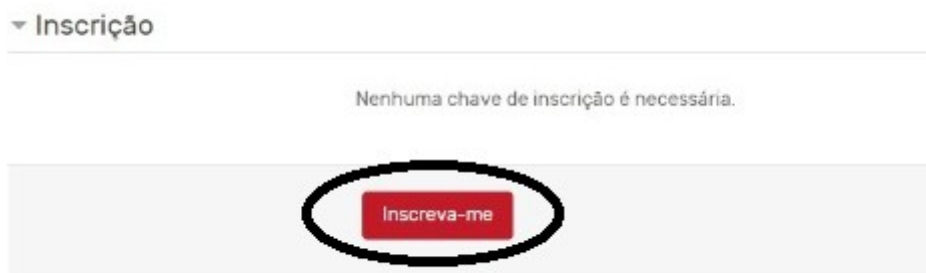 Inscrição
Nenhuma chave de inscrição é necessária.
Inscreva-me